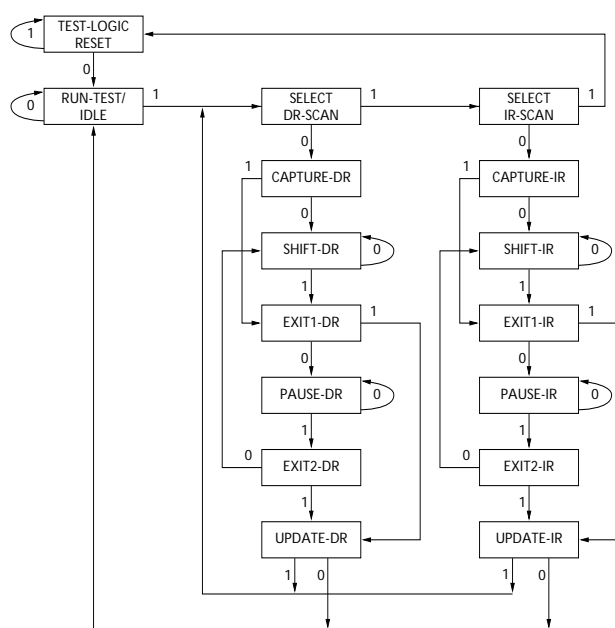 TEST-LOGIC
RESET
1
0
RUN-TEST/
IDLE
0
1
SELECT
DR-SCAN
1
SELECT
IR-SCAN
1
0
0
1
CAPTURE-DR
1
CAPTURE-IR
0
0
SHIFT-DR
0
SHIFT-IR
0
1
1
EXIT1-DR
1
EXIT1-IR
1
0
0
PAUSE-DR
0
PAUSE-IR
0
1
1
0
EXIT2-DR
0
EXIT2-IR
1
1
UPDATE-DR
UPDATE-IR
1
0
1
0